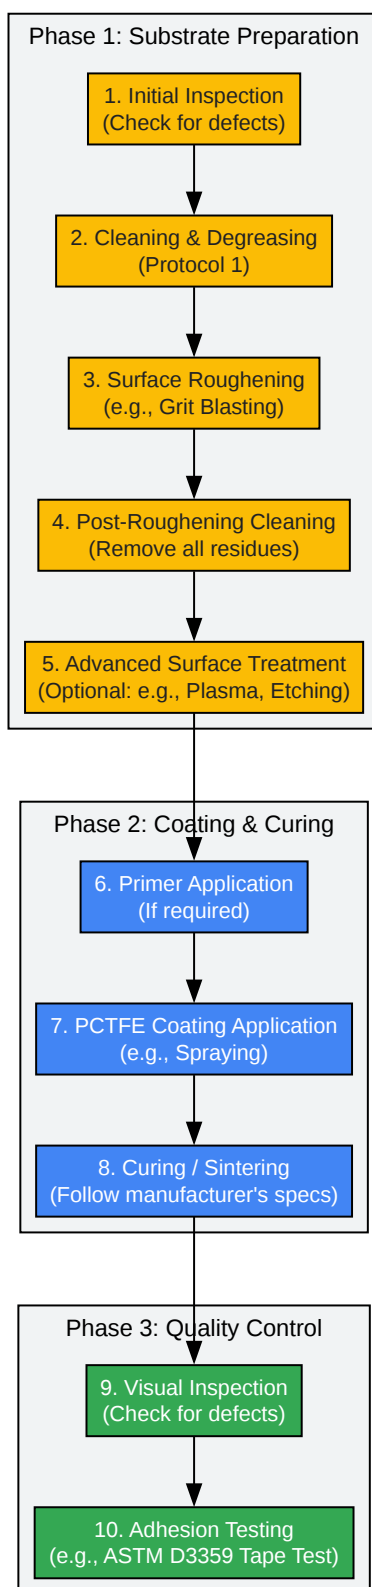 Phase 1: Substrate Preparation
1. Initial Inspection
(Check for defects)
2. Cleaning & Degreasing
(Protocol 1)
3. Surface Roughening
(e.g., Grit Blasting)
4. Post-Roughening Cleaning
(Remove all residues)
5. Advanced Surface Treatment
(Optional: e.g., Plasma, Etching)
Phase 2: Coating & Curing
6. Primer Application
(If required)
7. PCTFE Coating Application
(e.g., Spraying)
8. Curing / Sintering
(Follow manufacturer's specs)
Phase 3: Quality Control
9. Visual Inspection
(Check for defects)
10. Adhesion Testing
(e.g., ASTM D3359 Tape Test)